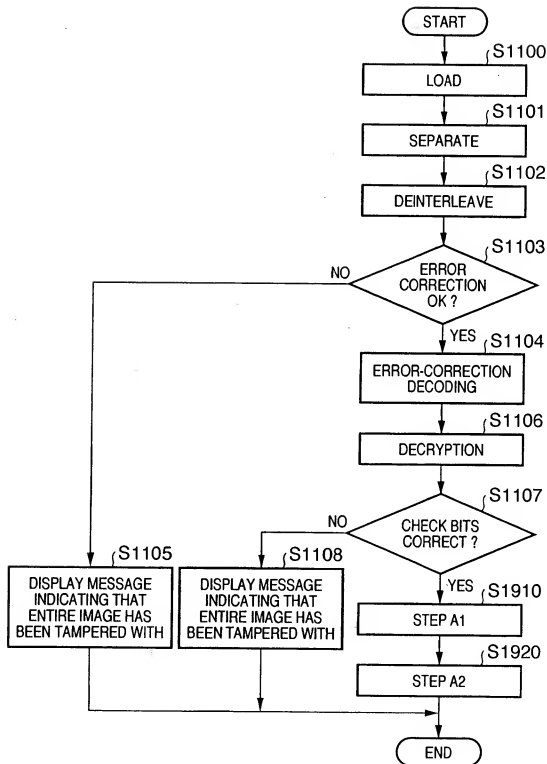 START
S1100
LOAD
S1101
SEPARATE
S1102
DEINTERLEAVE
S1103
ERROR
CORRECTION
OK ?
NO
YES
S1104
ERROR-CORRECTION
DECODING
S1106
DECRYPTION
S1107
CHECK BITS
CORRECT ?
NO
YES
S1105
DISPLAY MESSAGE
INDICATING THAT
ENTIRE IMAGE HAS
BEEN TAMPERED WITH
S1108
DISPLAY MESSAGE
INDICATING THAT
ENTIRE IMAGE HAS
BEEN TAMPERED WITH
S1910
STEP A1
S1920
STEP A2
END